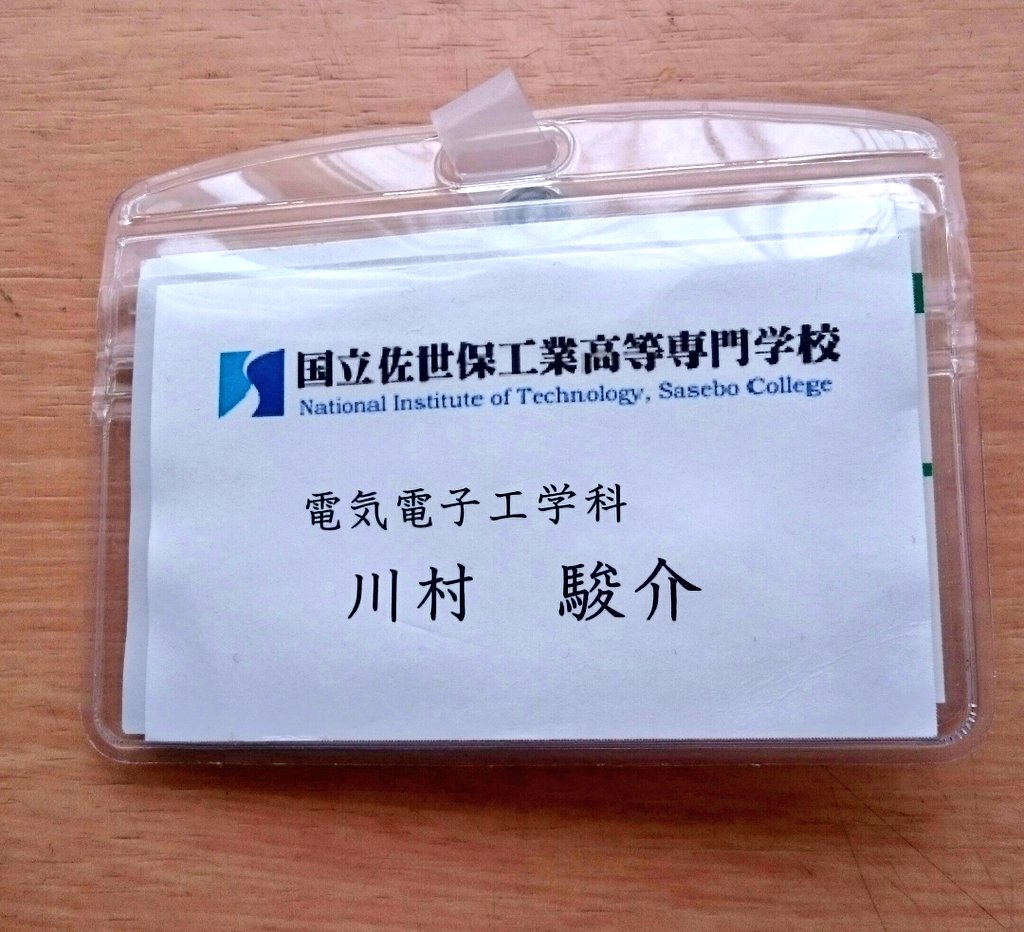 国立佐世保工業高等専門学校
National Institute of Technology, Sasebo College
電気電子工学科
川村　駿介